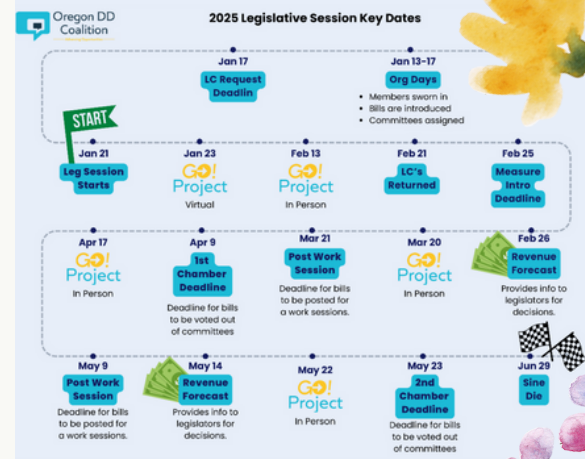 Oregon DD
Coalition
2025 Legislative Session Key Dates
Jan 17
LC Request
Deadlin
Jan 13-17
Org Days
• Members sworn in
• Bills are introduced
• Committees assigned
START
Jan 21
Leg Session
Starts
Jan 23
GO!
Project
Virtual
Feb 13
GO!
Project
In Person
Feb 21
LC's
Returned
Feb 25
Measure
Intro
Deadline
Apr 17
GO!
Project
In Person
Apr 9
1st
Chamber
Deadline
Deadline for bills
to be voted out
of committees
Mar 21
Post Work
Session
Deadline for bills
to be posted for
a work sessions.
Mar 20
GO!
Project
In Person
Feb 26
Revenue
Forecast
Provides info to
legislators for
decisions.
May 9
Post Work
Session
Deadline for bills
to be posted for
a work sessions.
May 14
Revenue
Forecast
Provides info to
legislators for
decisions.
May 22
GO!
Project
In Person
May 23
2nd
Chamber
Deadline
Deadline for bills
to be voted out
of committees
Jun 29
Sine
Die